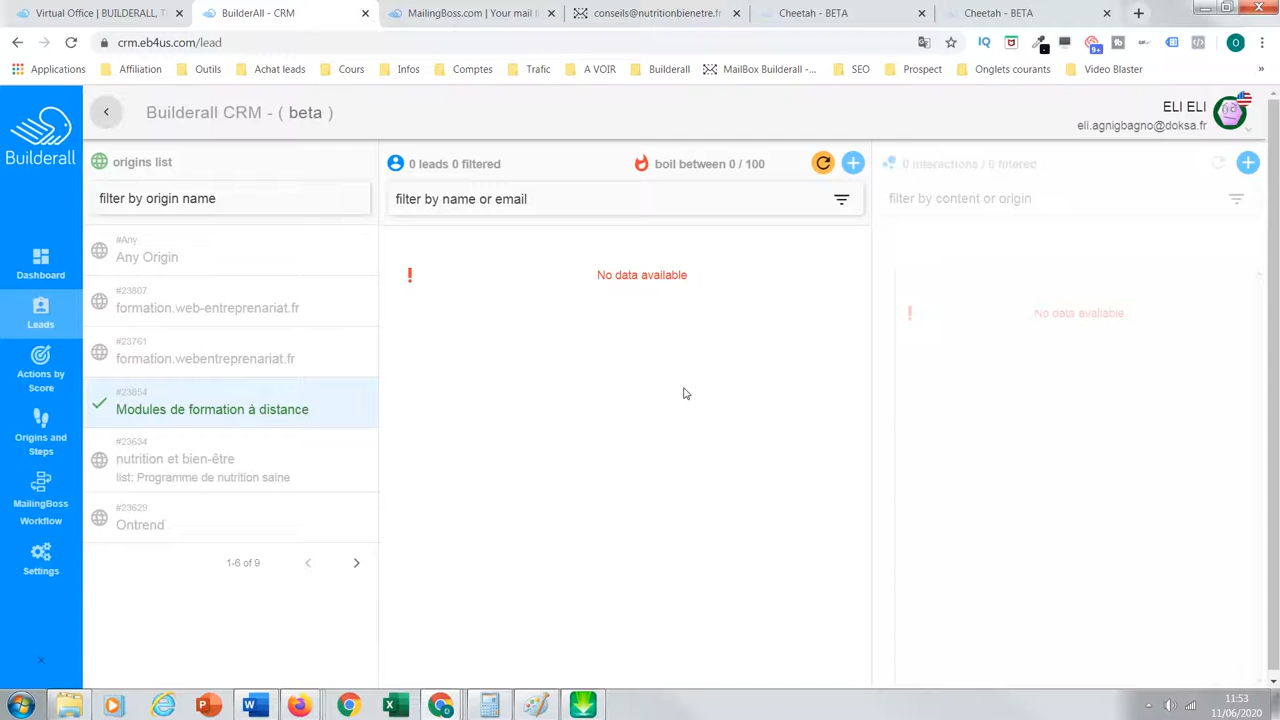 Virtual Office | BUILDERALL, T
BuilderAll - CRM
MailingBoss.com | Your mail i
conseils@nutritionbienetre.fr
Cheetah - BETA
Cheetah - BETA
crm.eb4us.com/lead
IQ
9+
O
Applications
Affiliation
Outils
Achat leads
Cours
Infos
Comptes
Trafic
A VOIR
Builderall
MailBox Builderall -...
SEO
Prospect
Onglets courants
Video Blaster
»
Builderall
Builderall CRM - ( beta )
ELI ELI
eli.agnigbagno@doksa.fr
origins list
0 leads 0 filtered
boil between 0 / 100
0 interactions / 0 filtered
filter by origin name
filter by name or email
filter by content or origin
Dashboard
Leads
Actions by
Score
Origins and
Steps
MailingBoss
Workflow
Settings
#Any
Any Origin
#23807
formation.web-entreprenariat.fr
#23761
formation.webentreprenariat.fr
#23854
Modules de formation à distance
#23634
nutrition et bien-être
list: Programme de nutrition saine
#23629
Ontrend
1-6 of 9
No data available
No data avaliable
11:53
11/06/2020